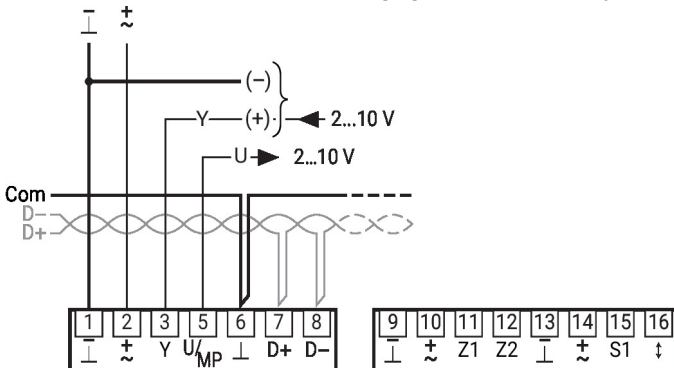 – +
⊥ ~
(–)
Y (+) 2...10 V
U 2...10 V
Com
D–
D+
1 2 3 5 6 7 8 9 10 11 12 13 14 15 16
– + Y U/MP ⊥ D+ D– – + Z1 Z2 – + S1 ↕
⊥ ~ ⊥ ~ ⊥ ~